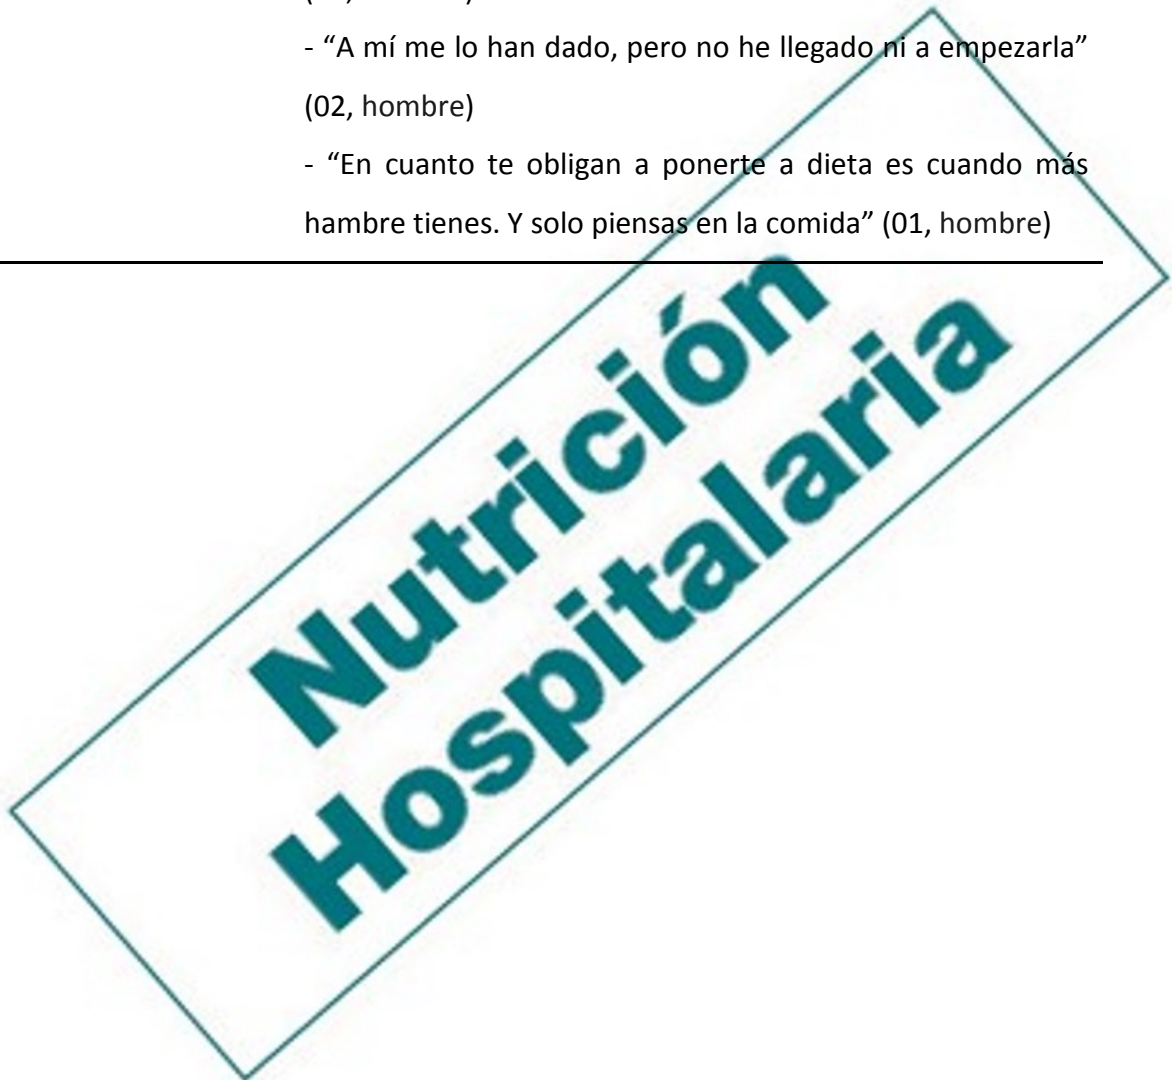 - “A mí me lo han dado, pero no he llegado ni a empezarla”
(02, hombre)
- “En cuanto te obligan a ponerte a dieta es cuando más
hambre tienes. Y solo piensas en la comida” (01, hombre)
Nutrición
Hospitalaria